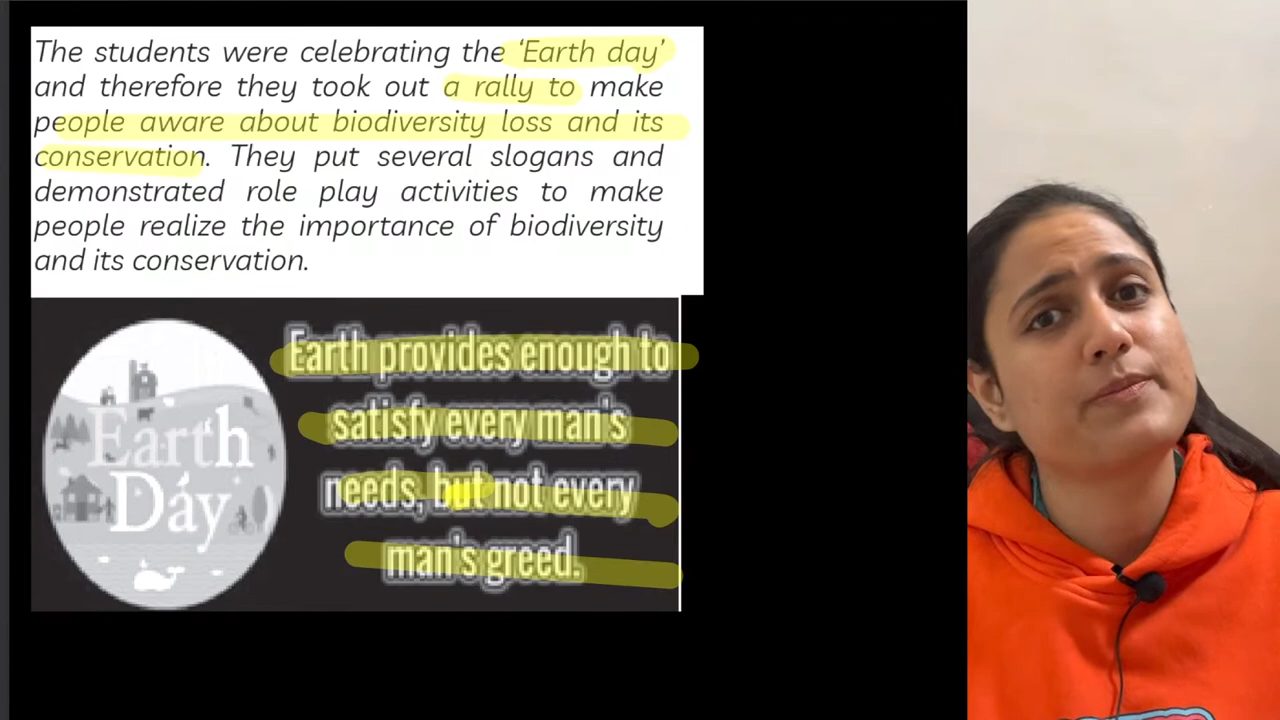 The students were celebrating the ‘Earth day’
and therefore they took out a rally to make
people aware about biodiversity loss and its
conservation. They put several slogans and
demonstrated role play activities to make
people realize the importance of biodiversity
and its conservation.
Earth
Day
Earth provides enough to
satisfy every man's
needs, but not every
man's greed.